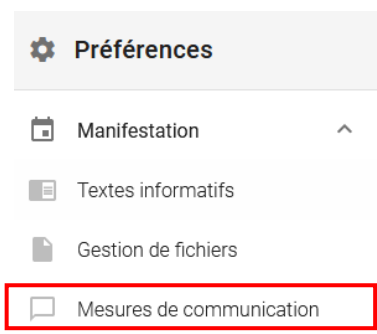 Préférences
Manifestation
Textes informatifs
Gestion de fichiers
Mesures de communication